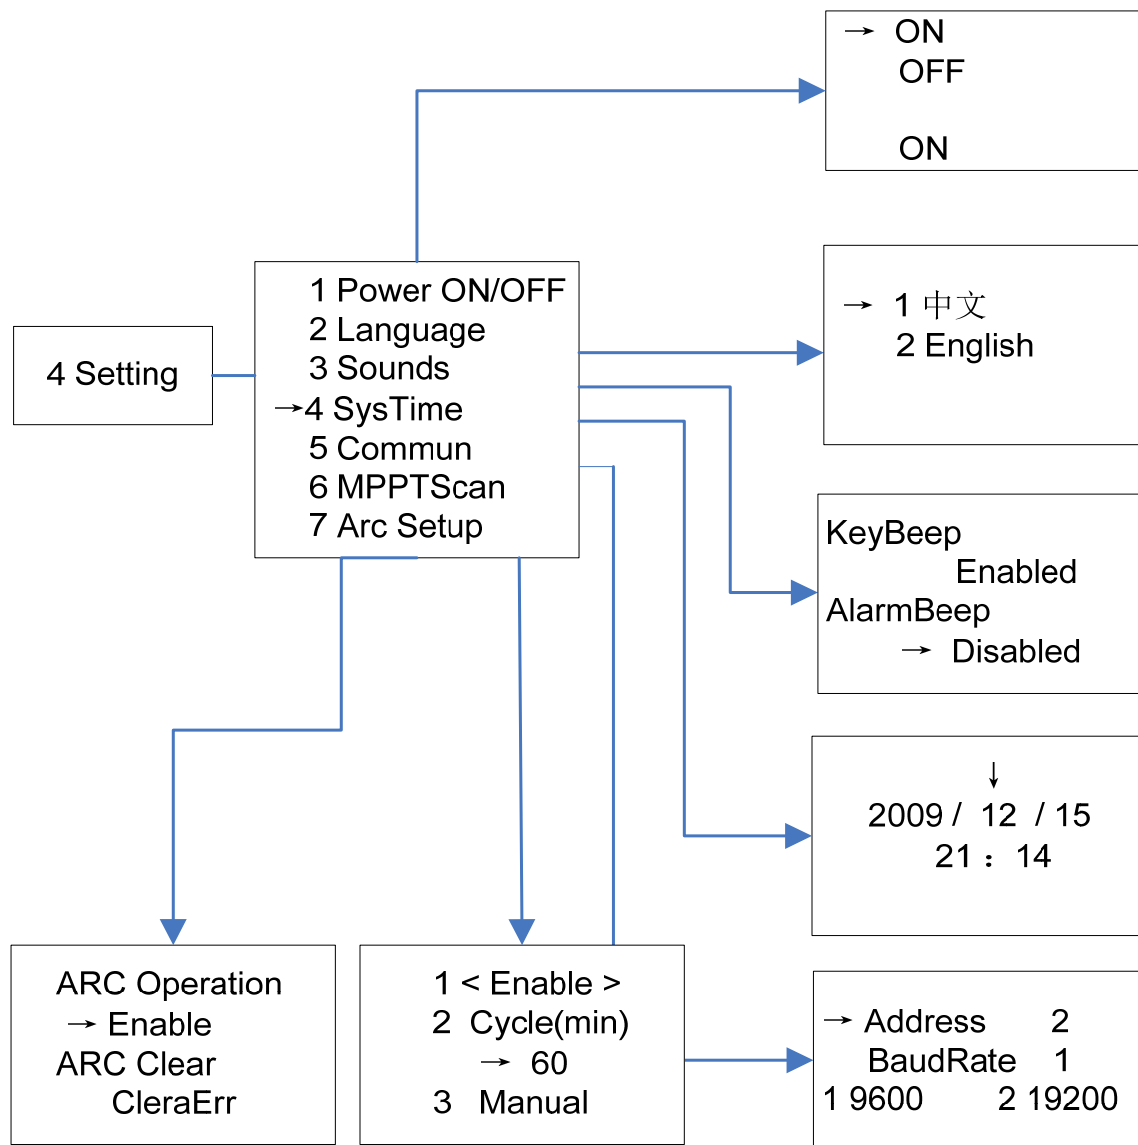 → ON
OFF
ON
4 Setting
1 Power ON/OFF
2 Language
3 Sounds
→4 SysTime
5 Commun
6 MPPTScan
7 Arc Setup
→ 1 中文
2 English
KeyBeep
Enabled
AlarmBeep
→ Disabled
↓
2009 / 12 / 15
21：14
ARC Operation
→ Enable
ARC Clear
CleraErr
1 < Enable >
2 Cycle(min)
→ 60
3 Manual
→ Address 2
BaudRate 1
1 9600 2 19200